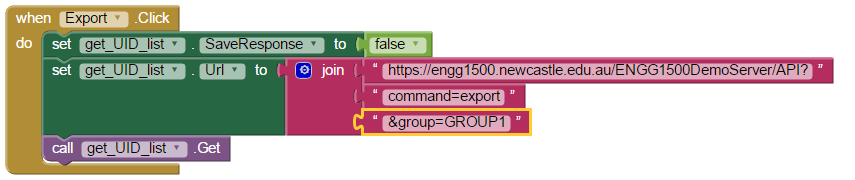 when Export .Click
do set get_UID_list . SaveResponse to false
set get_UID_list . Url to join “ https://engg1500.newcastle.edu.au/ENGG1500DemoServer/API? ”
“ command=export ”
“ &group=GROUP1 ”
call get_UID_list .Get